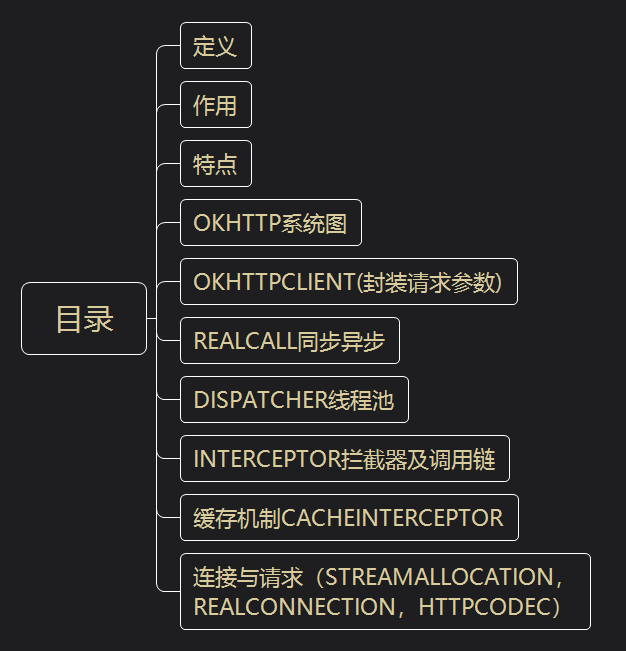 目录
定义
作用
特点
OKHTTP系统图
OKHTTPCLIENT(封装请求参数)
REALCALL同步异步
DISPATCHER线程池
INTERCEPTOR拦截器及调用链
缓存机制CACHEINTERCEPTOR
连接与请求（STREAMALLOCATION，
REALCONNECTION，HTTPCODEC）